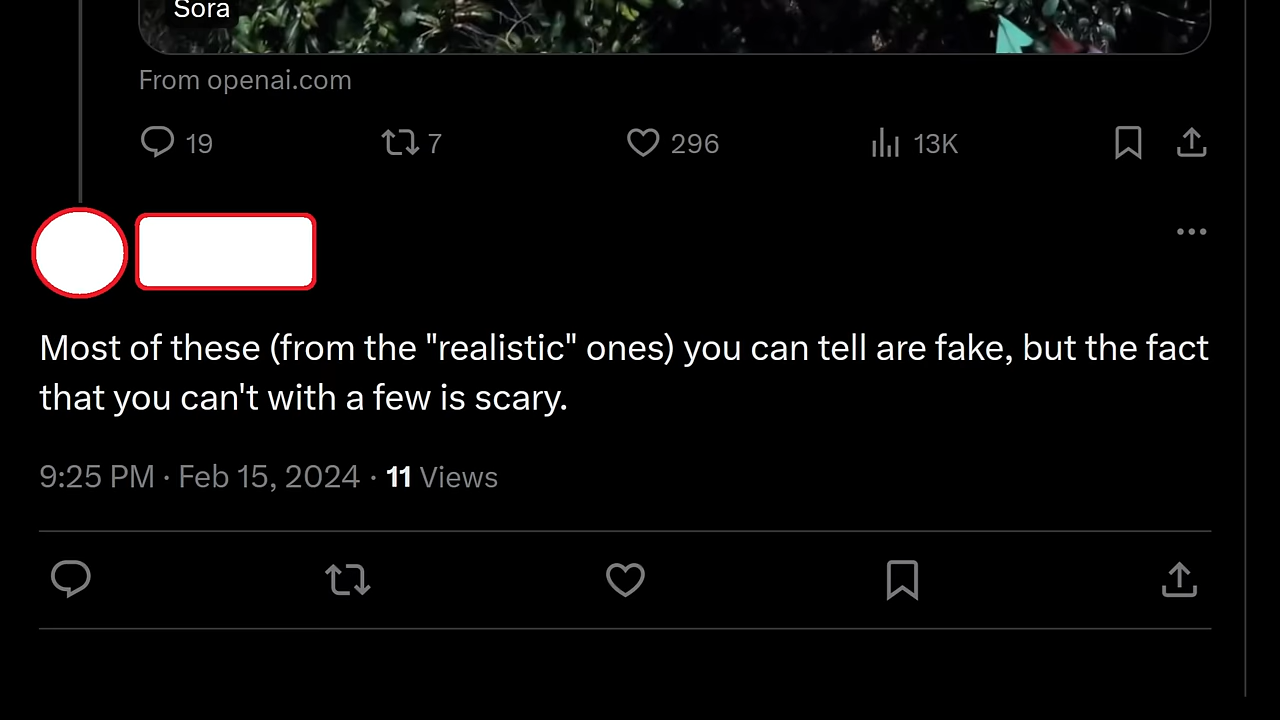 Sora
From openai.com
19 7 296 13K
Most of these (from the "realistic" ones) you can tell are fake, but the fact
that you can't with a few is scary.
9:25 PM · Feb 15, 2024 · 11 Views